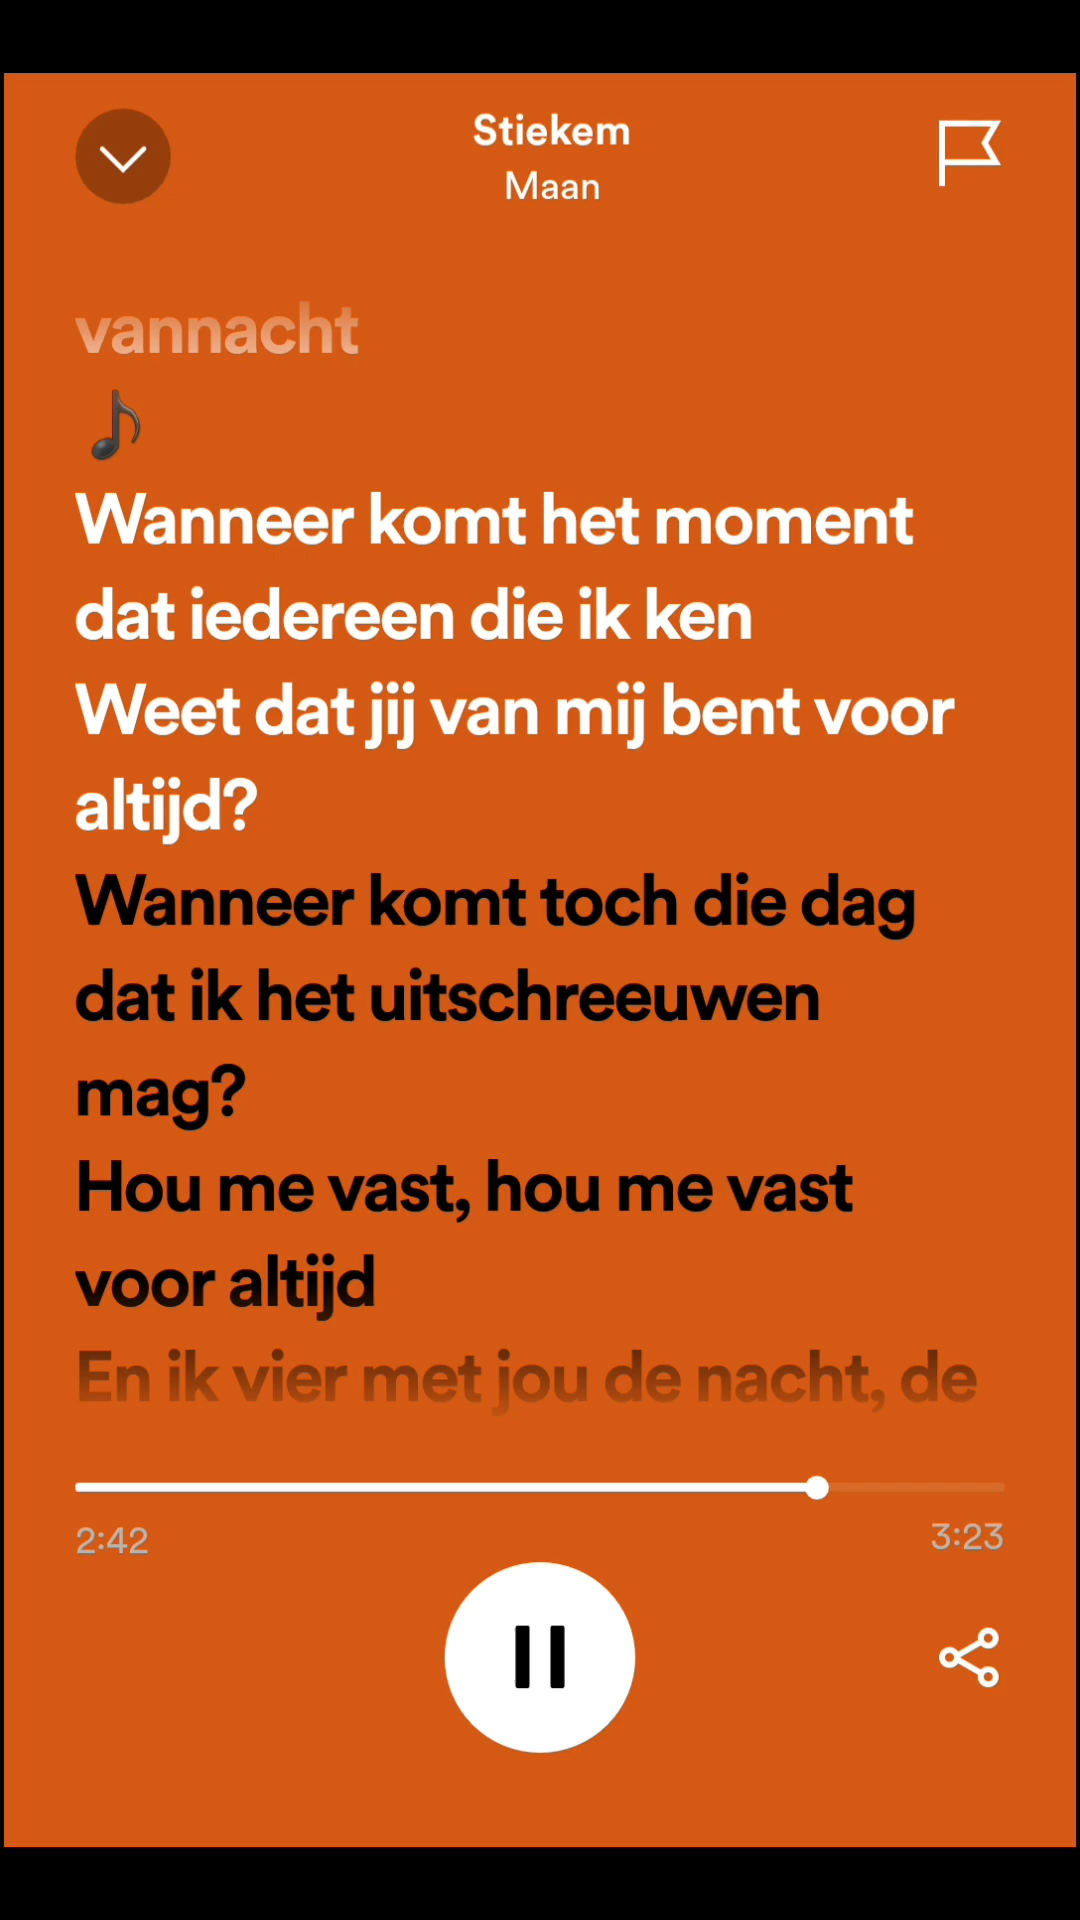 Stiekem
Maan
vannacht
♪
Wanneer komt het moment
dat iedereen die ik ken
Weet dat jij van mij bent voor
altijd?
Wanneer komt toch die dag
dat ik het uitschreeuwen
mag?
Hou me vast, hou me vast
voor altijd
En ik vier met jou de nacht, de
2:42
3:23